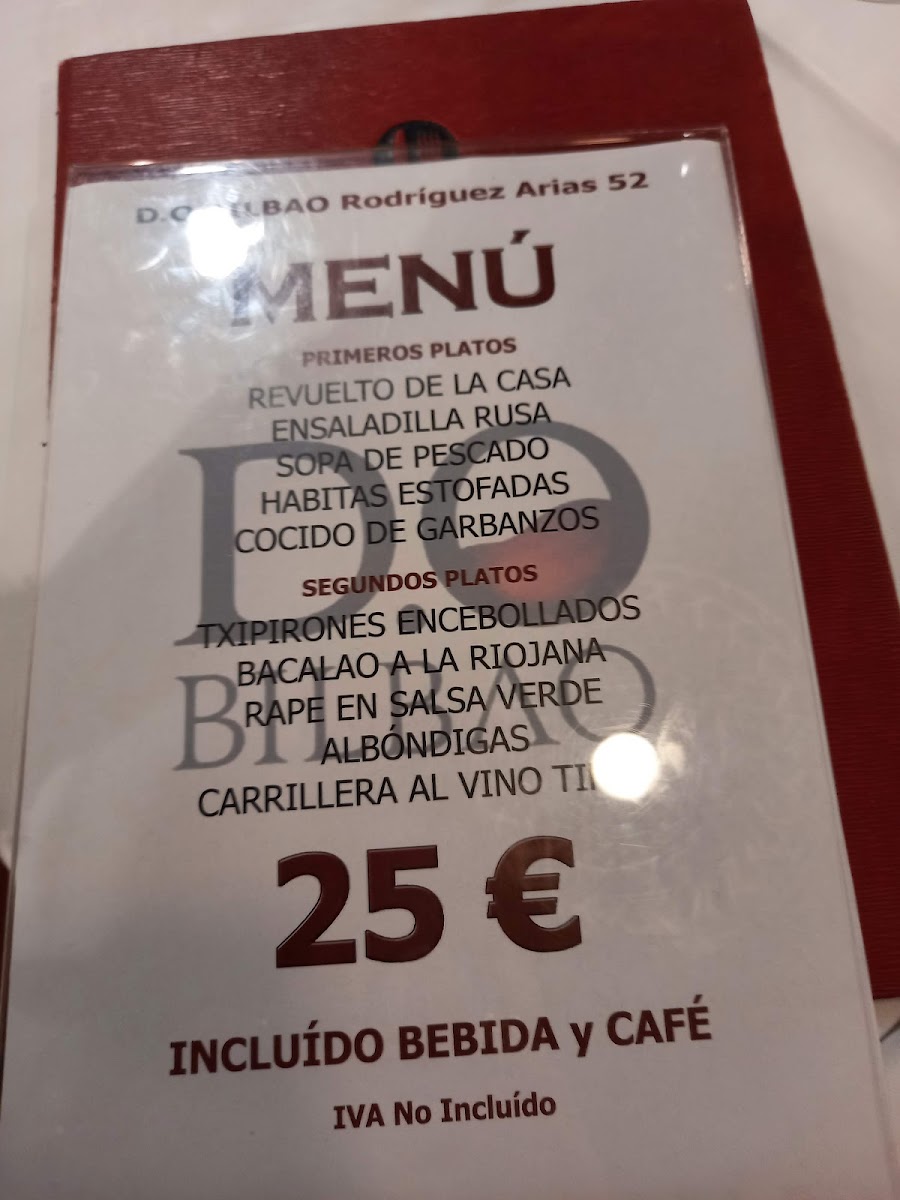 D.O BILBAO Rodríguez Arias 52
MENÚ
PRIMEROS PLATOS
REVUELTO DE LA CASA
ENSALADILLA RUSA
SOPA DE PESCADO
HABITAS ESTOFADAS
COCIDO DE GARBANZOS
SEGUNDOS PLATOS
TXIPIRONES ENCEBOLLADOS
BACALAO A LA RIOJANA
RAPE EN SALSA VERDE
ALBÓNDIGAS
CARRILLERA AL VINO
25 €
INCLUÍDO BEBIDA y CAFÉ
IVA No Incluído
D.O
BILBAO